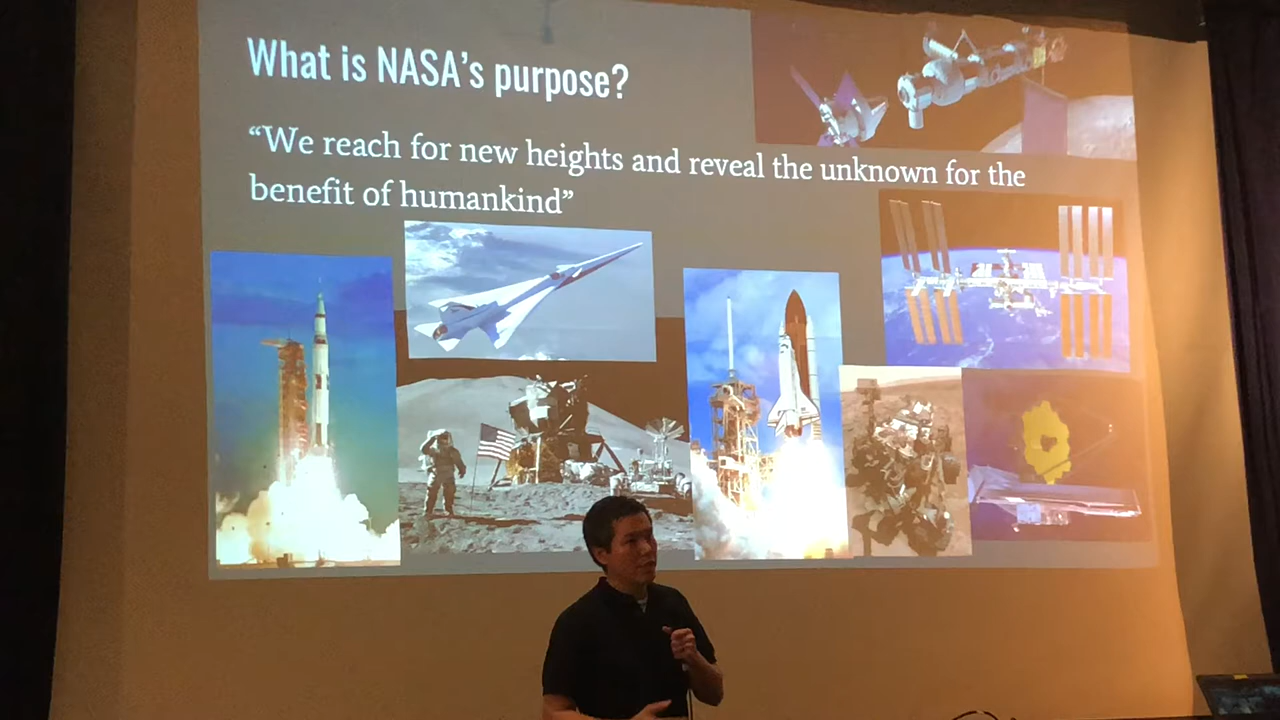 What is NASA's purpose?
“We reach for new heights and reveal the unknown for the
benefit of humankind”